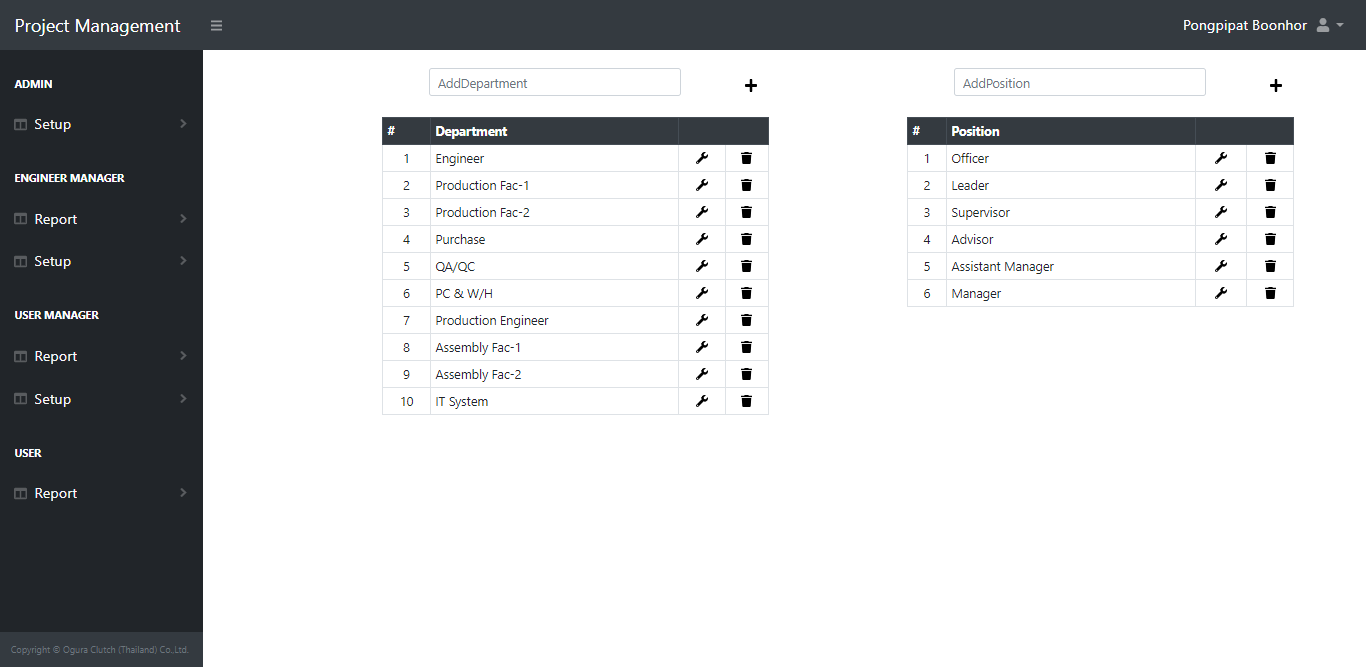 Project Management
Pongpipat Boonhor
ADMIN
Setup
ENGINEER MANAGER
Report
Setup
USER MANAGER
Report
Setup
USER
Report
Copyright © Ogura Clutch (Thailand) Co.,Ltd.
AddDepartment
# Department
1 Engineer
2 Production Fac-1
3 Production Fac-2
4 Purchase
5 QA/QC
6 PC & W/H
7 Production Engineer
8 Assembly Fac-1
9 Assembly Fac-2
10 IT System
AddPosition
# Position
1 Officer
2 Leader
3 Supervisor
4 Advisor
5 Assistant Manager
6 Manager